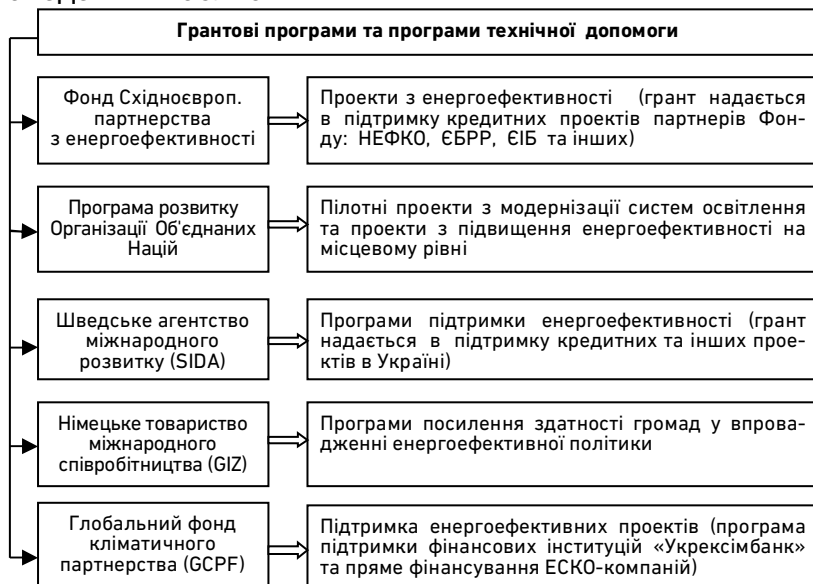 Грантові програми та програми технічної допомоги
Фонд Східноєвроп.
партнерства
з енергоефективності
Проекти з енергоефективності (грант надається
в підтримку кредитних проектів партнерів Фон-
ду: НЕФКО, ЄБРР, ЄІБ та інших)
Програма розвитку
Організації Об'єднаних
Націй
Пілотні проекти з модернізації систем освітлення
та проекти з підвищення енергоефективності на
місцевому рівні
Шведське агентство
міжнародного
розвитку (SIDA)
Програми підтримки енергоефективності (грант
надається в підтримку кредитних та інших прое-
ктів в Україні)
Німецьке товариство
міжнародного
співробітництва (GIZ)
Програми посилення здатності громад у впрова-
дженні енергоефективної політики
Глобальний фонд
кліматичного
партнерства (GCPF)
Підтримка енергоефективних проектів (програма
підтримки фінансових інституцій «Укрексімбанк»
та пряме фінансування ЕСКО-компаній)